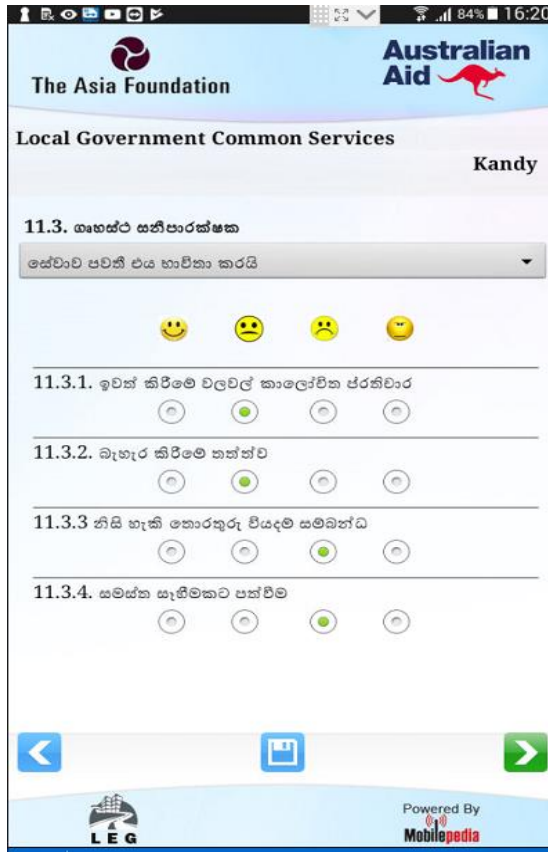 84% 16:20
The Asia Foundation
Australian
Aid
Local Government Common Services
Kandy
11.3. ගෘහස්ථ සනීපාරක්ෂක
සේවාව පවතී එය භාවිතා කරයි
11.3.1. ඉවත් කිරීමේ වලවල් කාලෝචිත ප්රතිචාර
11.3.2. බැහැර කිරීමේ තත්ත්ව
11.3.3 නිසි හැකි තොරතුරු වියදම් සම්බන්ධ
11.3.4. සමස්ත සෑහීමකට පත්වීම
LEG
Powered By
Mobilepedia